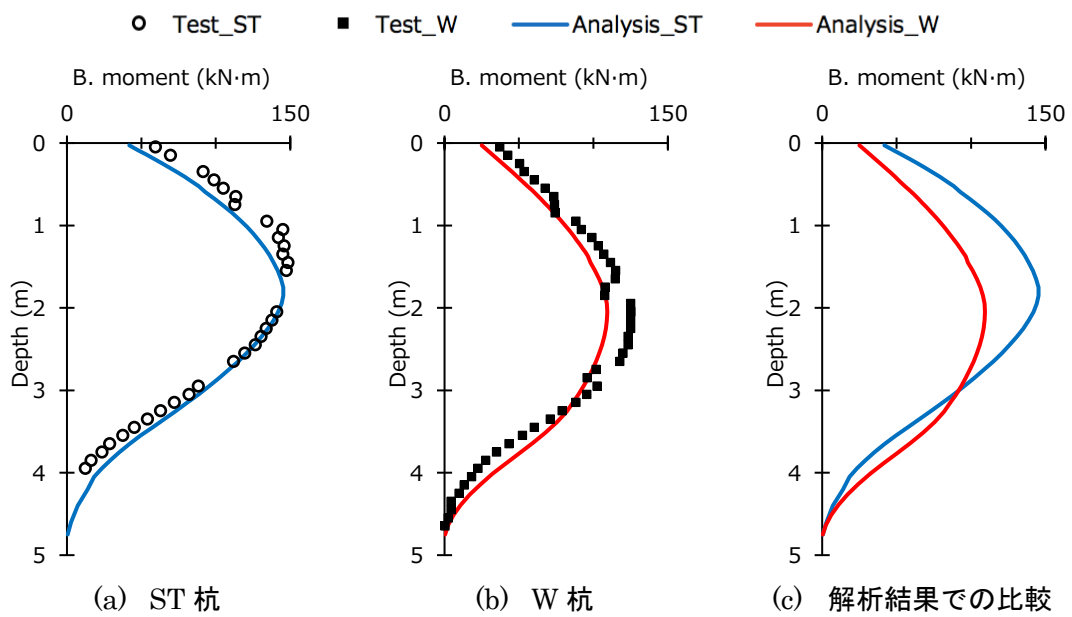 Test_ST Test_W Analysis_ST Analysis_W
B. moment (kN·m) B. moment (kN·m) B. moment (kN·m)
0 150 0 150 0 150
0 0 0
1 1 1
2 2 2
3 3 3
4 4 4
5 5 5
Depth (m) Depth (m) Depth (m)
(a) ST 杭 (b) W 杭 (c) 解析結果での比較